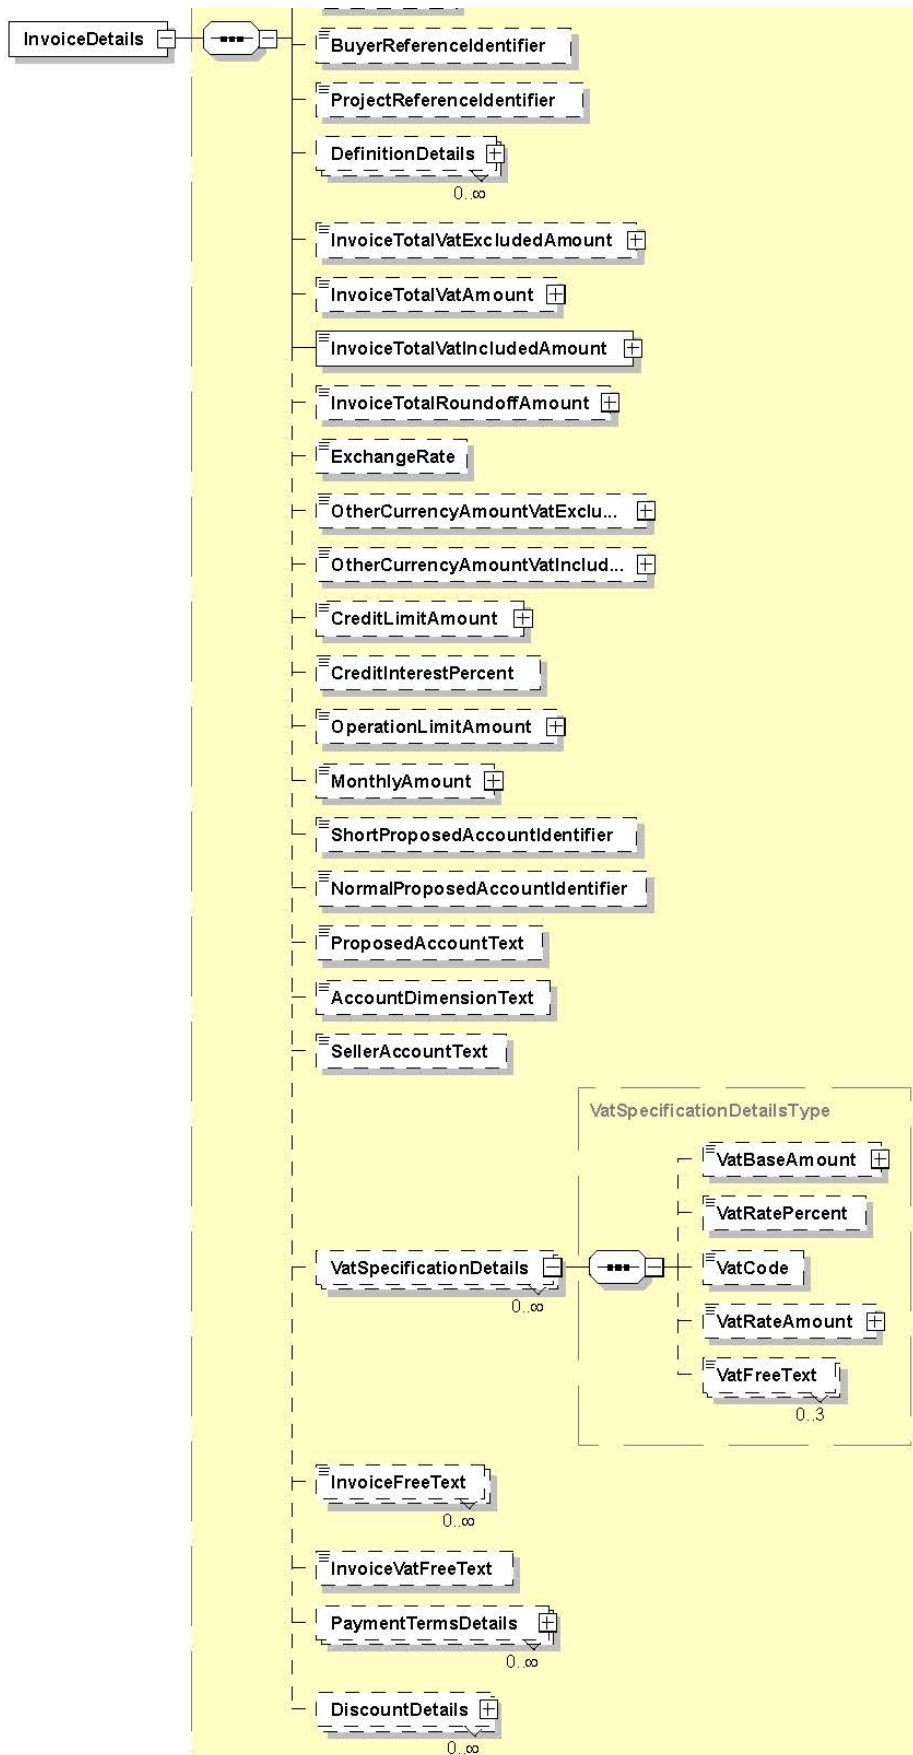 InvoiceDetails
BuyerReferenceIdentifier
ProjectReferenceIdentifier
DefinitionDetails
0..∞
InvoiceTotalVatExcludedAmount
InvoiceTotalVatAmount
InvoiceTotalVatIncludedAmount
InvoiceTotalRoundoffAmount
ExchangeRate
OtherCurrencyAmountVatExclu...
OtherCurrencyAmountVatInclud...
CreditLimitAmount
CreditInterestPercent
OperationLimitAmount
MonthlyAmount
ShortProposedAccountIdentifier
NormalProposedAccountIdentifier
ProposedAccountText
AccountDimensionText
SellerAccountText
VatSpecificationDetailsType
VatBaseAmount
VatRatePercent
VatSpecificationDetails
0..∞
VatCode
VatRateAmount
VatFreeText
0..3
InvoiceFreeText
0..∞
InvoiceVatFreeText
PaymentTermsDetails
0..∞
DiscountDetails
0..∞